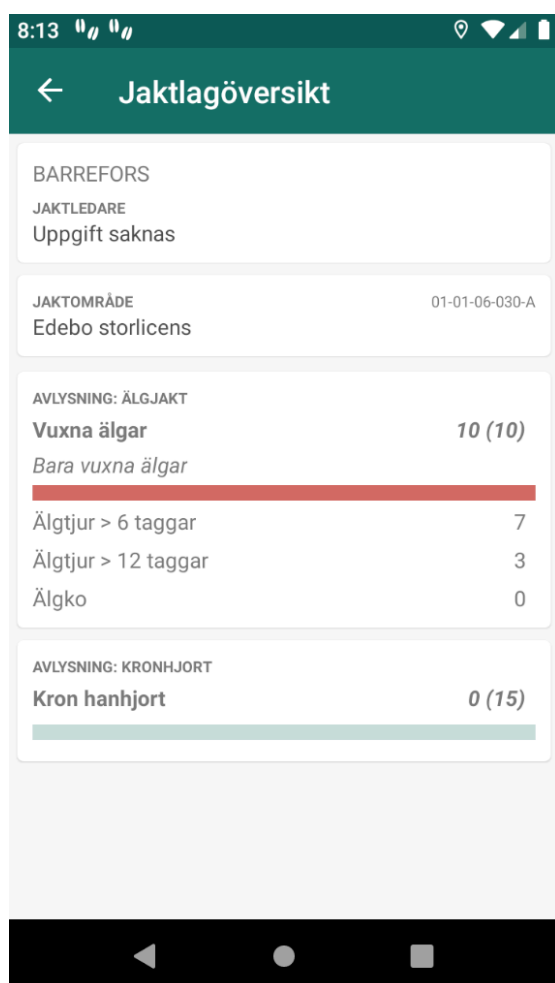 8:13
Jaktlagöversikt
BARREFORS
JAKTLEDARE
Uppgift saknas
JAKTOMRÅDE 01-01-06-030-A
Edebo storlicens
AVLYSNING: ÄLGJAKT
Vuxna älgar 10 (10)
Bara vuxna älgar
Älgtjur > 6 taggar 7
Älgtjur > 12 taggar 3
Älgko 0
AVLYSNING: KRONHJORT
Kron hanhjort 0 (15)